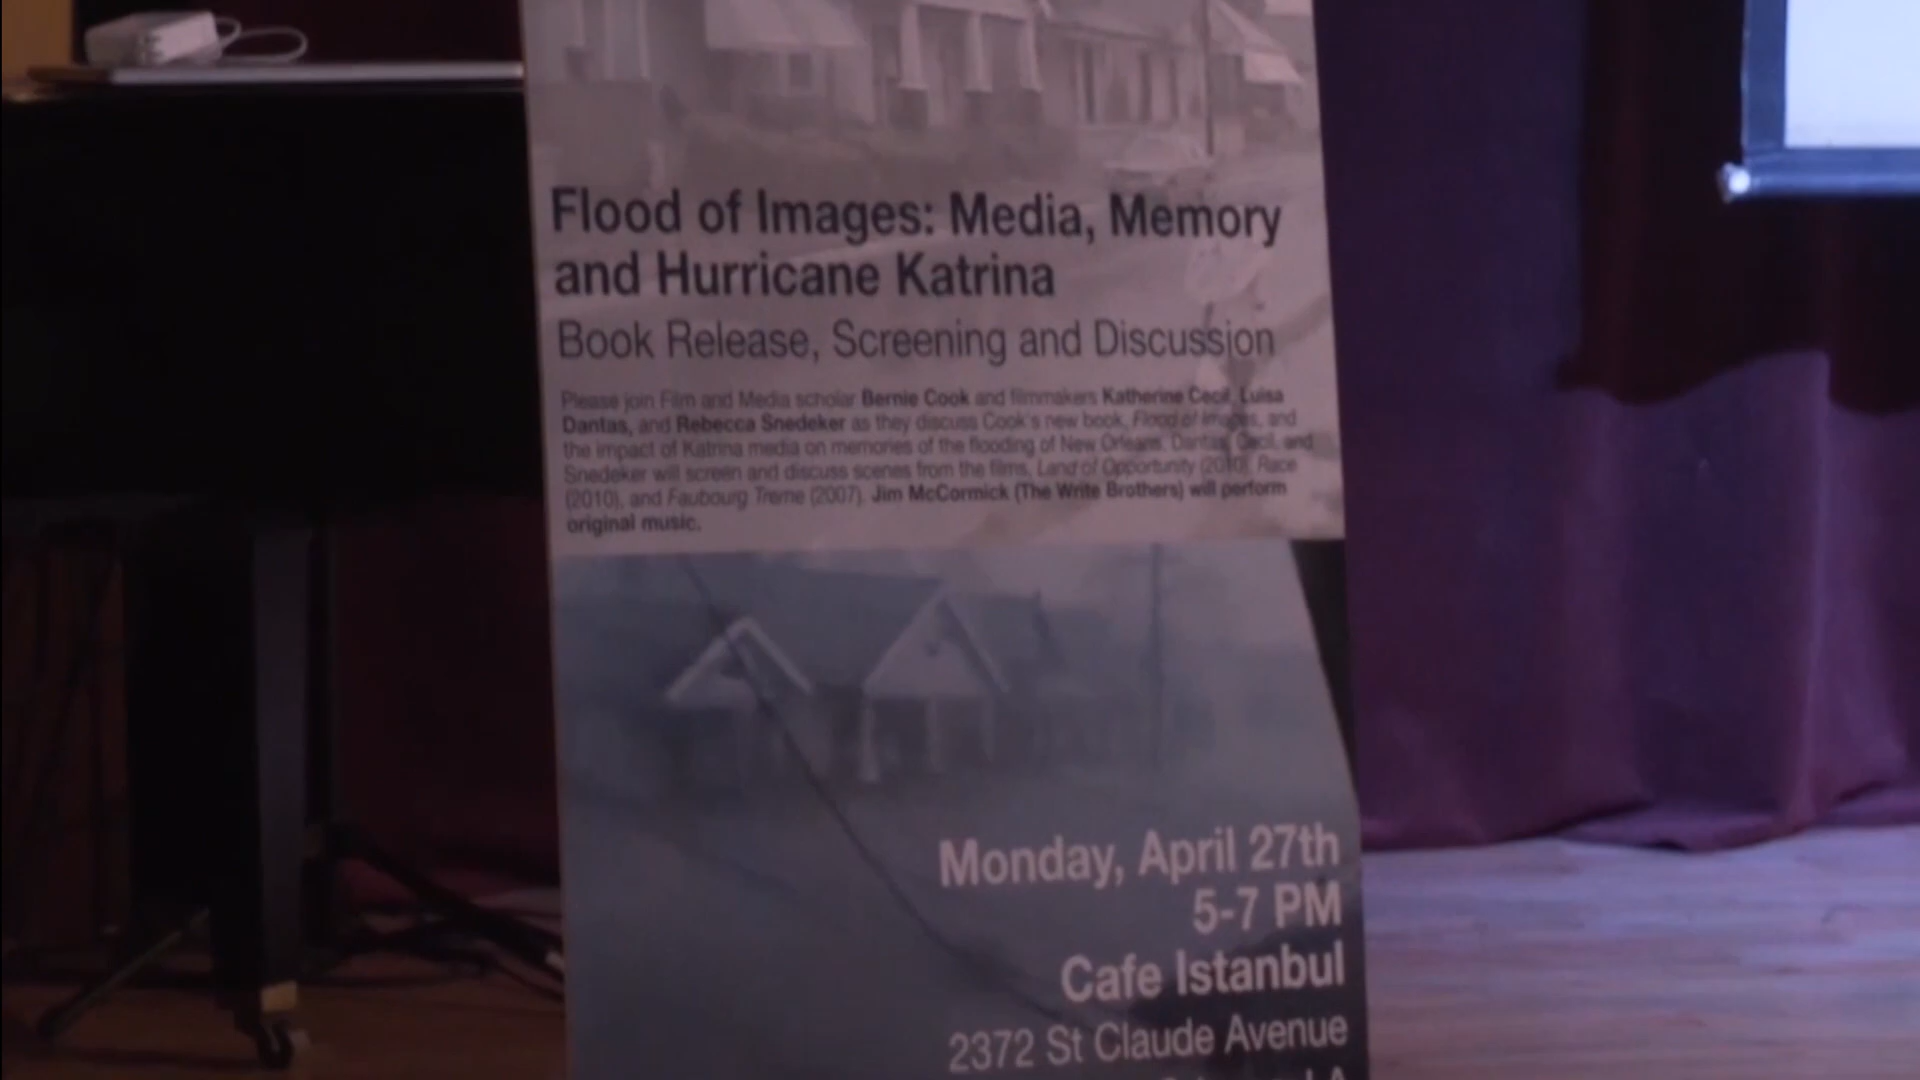 Flood of Images: Media, Memory
and Hurricane Katrina
Book Release, Screening and Discussion
Please join Film and Media scholar Bernie Cook and filmmakers Katherine Cecil, Luisa
Dantas, and Rebecca Snedeker as they discuss Cook's new book, Flood of Images, and
the impact of Katrina media on memories of the flooding of New Orleans. Dantas, Cecil, and
Snedeker will screen and discuss scenes from the films, Land of Opportunity (2010), Race
(2010), and Faubourg Treme (2007). Jim McCormick (The Write Brothers) will perform
original music.
Monday, April 27th
5-7 PM
Cafe Istanbul
2372 St Claude Avenue